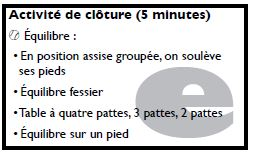 Activité de clôture (5 minutes)
Équilibre :
• En position assise groupée, on soulève
ses pieds
• Équilibre fessier
• Table à quatre pattes, 3 pattes, 2 pattes
• Équilibre sur un pied
e